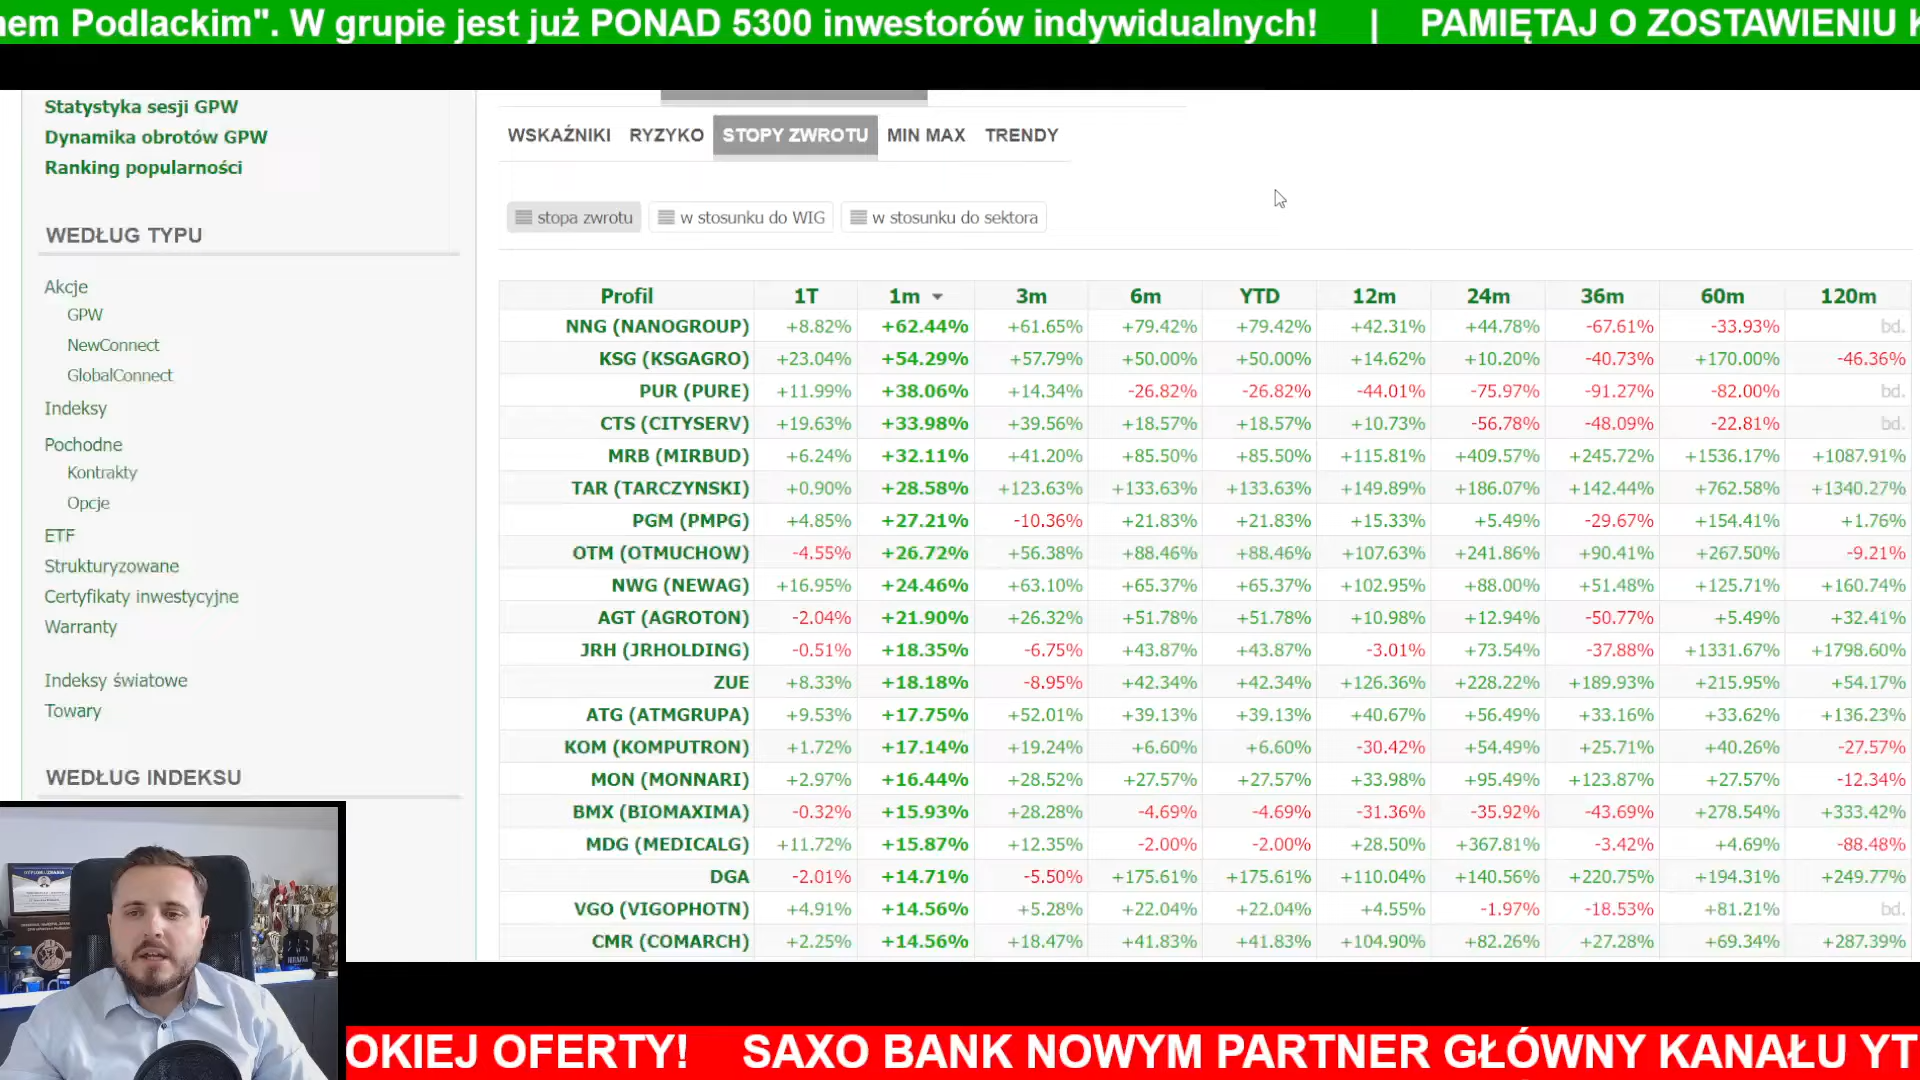 nem Podlackim". W grupie jest już PONAD 5300 inwestorów indywidualnych! | PAMIĘTAJ O ZOSTAWIENIU
Statystyka sesji GPW
Dynamika obrotów GPW
Ranking popularności
WEDŁUG TYPU
Akcje
GPW
NewConnect
GlobalConnect
Indeksy
Pochodne
Kontrakty
Opcje
ETF
Strukturyzowane
Certyfikaty inwestycyjne
Warranty
Indeksy światowe
Towary
WEDŁUG INDEKSU
WSKAŹNIKI RYZYKO STOPY ZWROTU MIN MAX TRENDY
stopa zwrotu w stosunku do WIG w stosunku do sektora
Profil 1T 1m 3m 6m YTD 12m 24m 36m 60m 120m
NNG (NANOGROUP) +8.82% +62.44% +61.65% +79.42% +79.42% +42.31% +44.78% -67.61% -33.93% bd.
KSG (KSGAGRO) +23.04% +54.29% +57.79% +50.00% +50.00% +14.62% +10.20% -40.73% +170.00% -46.36%
PUR (PURE) +11.99% +38.06% +14.34% -26.82% -26.82% -44.01% -75.97% -91.27% -82.00% bd.
CTS (CITYSERV) +19.63% +33.98% +39.56% +18.57% +18.57% +10.73% -56.78% -48.09% -22.81% bd.
MRB (MIRBUD) +6.24% +32.11% +41.20% +85.50% +85.50% +115.81% +409.57% +245.72% +1536.17% +1087.91%
TAR (TARCZYNSKI) +0.90% +28.58% +123.63% +133.63% +133.63% +149.89% +186.07% +142.44% +762.58% +1340.27%
PGM (PMPG) +4.85% +27.21% -10.36% +21.83% +21.83% +15.33% +5.49% -29.67% +154.41% +1.76%
OTM (OTMUCHOW) -4.55% +26.72% +56.38% +88.46% +88.46% +107.63% +241.86% +90.41% +267.50% -9.21%
NWG (NEWAG) +16.95% +24.46% +63.10% +65.37% +65.37% +102.95% +88.00% +51.48% +125.71% +160.74%
AGT (AGROTON) -2.04% +21.90% +26.32% +51.78% +51.78% +10.98% +12.94% -50.77% +5.49% +32.41%
JRH (JRHOLDING) -0.51% +18.35% -6.75% +43.87% +43.87% -3.01% +73.54% -37.88% +1331.67% +1798.60%
ZUE +8.33% +18.18% -8.95% +42.34% +42.34% +126.36% +228.22% +189.93% +215.95% +54.17%
ATG (ATMGRUPA) +9.53% +17.75% +52.01% +39.13% +39.13% +40.67% +56.49% +33.16% +33.62% +136.23%
KOM (KOMPUTRON) +1.72% +17.14% +19.24% +6.60% +6.60% -30.42% +54.49% +25.71% +40.26% -27.57%
MON (MONNARI) +2.97% +16.44% +28.52% +27.57% +27.57% +33.98% +95.49% +123.87% +27.57% -12.34%
BMX (BIOMAXIMA) -0.32% +15.93% +28.28% -4.69% -4.69% -31.36% -35.92% -43.69% +278.54% +333.42%
MDG (MEDICALG) +11.72% +15.87% +12.35% -2.00% -2.00% +28.50% +367.81% -3.42% +4.69% -88.48%
DGA -2.01% +14.71% -5.50% +175.61% +175.61% +110.04% +140.56% +220.75% +194.31% +249.77%
VGO (VIGOPHOTN) +4.91% +14.56% +5.28% +22.04% +22.04% +4.55% -1.97% -18.53% +81.21% bd.
CMR (COMARCH) +2.25% +14.56% +18.47% +41.83% +41.83% +104.90% +82.26% +27.28% +69.34% +287.39%
OKIEJ OFERTY! SAXO BANK NOWYM PARTNER GŁÓWNY KANAŁU YT